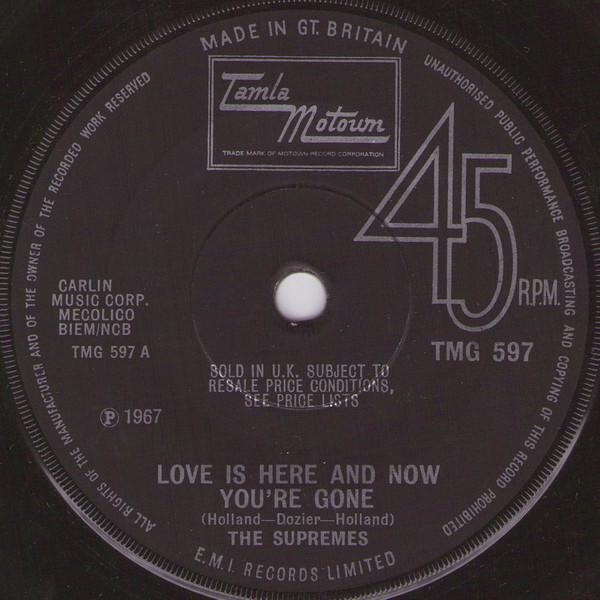 MADE IN GT. BRITAIN
UNAUTHORISED PUBLIC PERFORMANCE BROADCASTING AND COPYING OF THIS RECORD PROHIBITED
ALL RIGHTS OF THE MANUFACTURER AND OF THE OWNER OF THE RECORDED WORK RESERVED
Tamla
Motown
TRADE MARK OF MOTOWN RECORD CORPORATION
45
R.P.M.
TMG 597
CARLIN
MUSIC CORP.
MECOLICO
BIEM/NCB
TMG 597 A
SOLD IN U.K. SUBJECT TO
RESALE PRICE CONDITIONS,
SEE PRICE LISTS
Ⓟ 1967
LOVE IS HERE AND NOW
YOU'RE GONE
(Holland—Dozier—Holland)
THE SUPREMES
E.M.I. RECORDS LIMITED